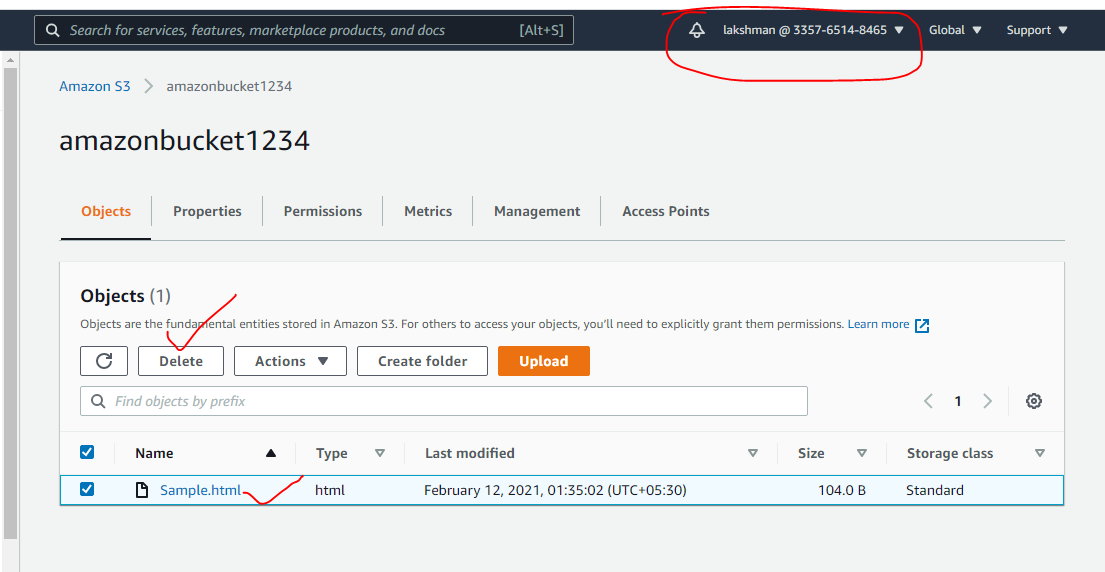 Search for services, features, marketplace products, and docs [Alt+S] lakshman @ 3357-6514-8465 Global Support
Amazon S3 amazonbucket1234
amazonbucket1234
Objects Properties Permissions Metrics Management Access Points
Objects (1)
Objects are the fundamental entities stored in Amazon S3. For others to access your objects, you'll need to explicitly grant them permissions. Learn more
Delete Actions Create folder Upload
Find objects by prefix 1
Name Type Last modified Size Storage class
Sample.html html February 12, 2021, 01:35:02 (UTC+05:30) 104.0 B Standard